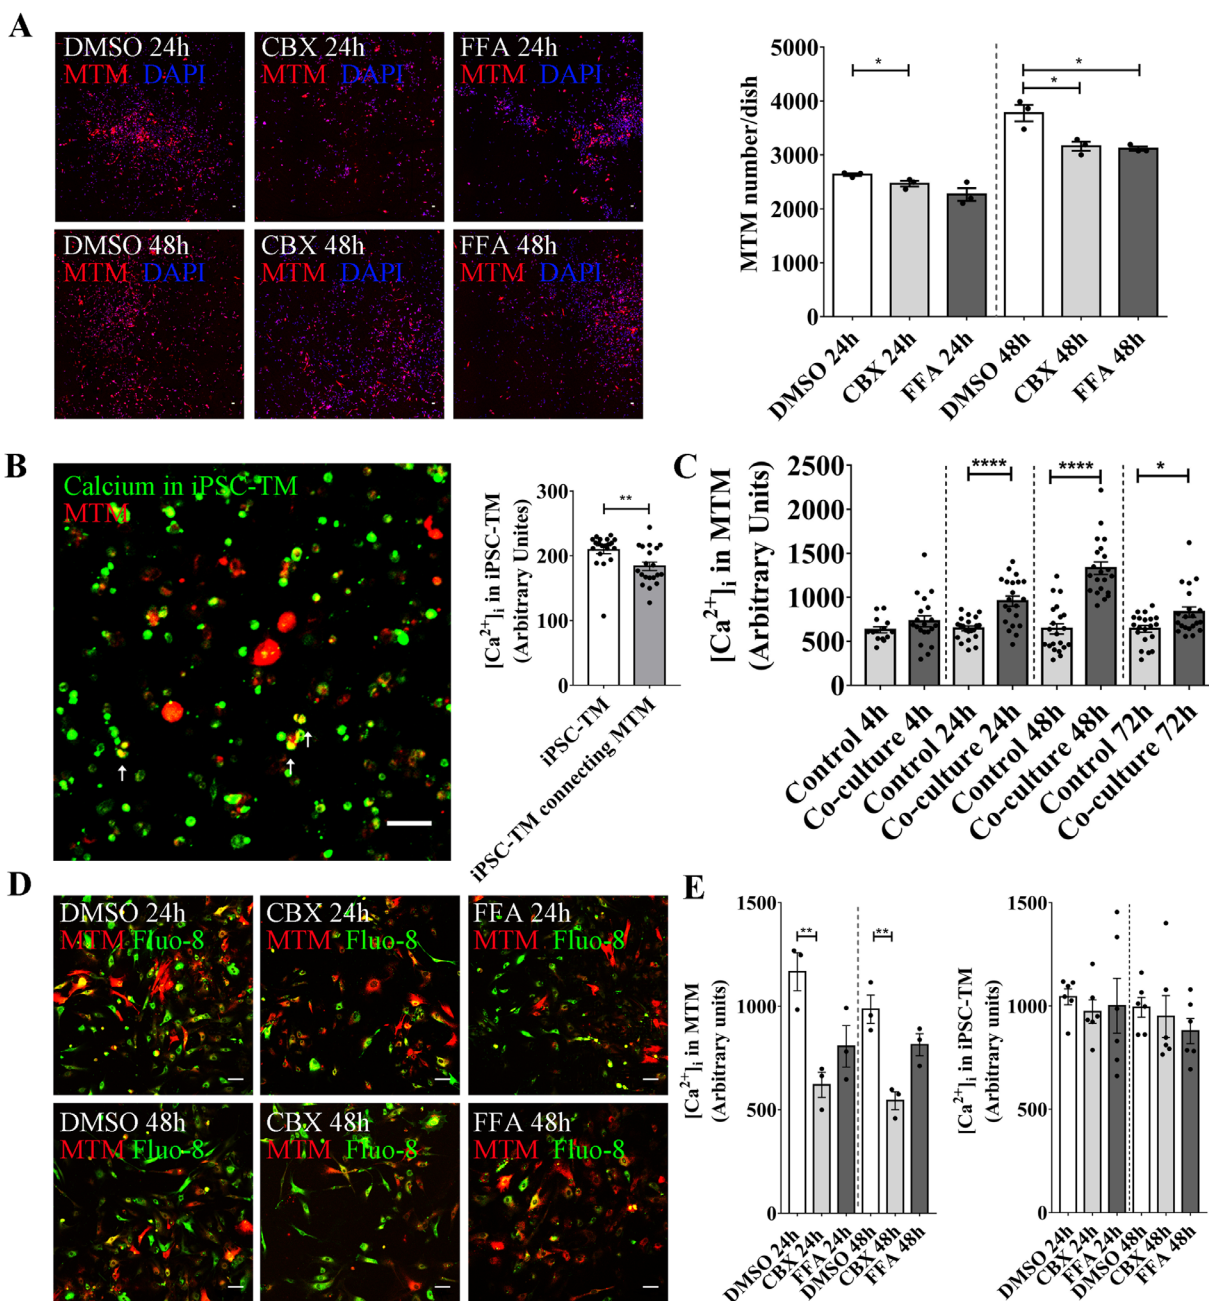 A
DMSO 24h
MTM DAPI
CBX 24h
MTM DAPI
FFA 24h
MTM DAPI
DMSO 48h
MTM DAPI
CBX 48h
MTM DAPI
FFA 48h
MTM DAPI
MTM number/dish
5000
4000
3000
2000
1000
0
*
*
*
DMSO 24h
CBX 24h
FFA 24h
DMSO 48h
CBX 48h
FFA 48h
B
Calcium in iPSC-TM
MTM
[Ca2+]i in iPSC-TM
(Arbitrary Unites)
300
200
100
0
**
iPSC-TM
iPSC-TM connecting MTM
C
[Ca2+]i in MTM
(Arbitrary Units)
2500
2000
1500
1000
500
0
****
****
*
Control 4h
Co-culture 4h
Control 24h
Co-culture 24h
Control 48h
Co-culture 48h
Control 72h
Co-culture 72h
D
DMSO 24h
MTM Fluo-8
CBX 24h
MTM Fluo-8
FFA 24h
MTM Fluo-8
DMSO 48h
MTM Fluo-8
CBX 48h
MTM Fluo-8
FFA 48h
MTM Fluo-8
E
[Ca2+]i in MTM
(Arbitrary units)
1500
1000
500
0
**
**
DMSO 24h
CBX 24h
FFA 24h
DMSO 48h
CBX 48h
FFA 48h
[Ca2+]i in iPSC-TM
(Arbitrary units)
1500
1000
500
0
DMSO 24h
CBX 24h
FFA 24h
DMSO 48h
CBX 48h
FFA 48h